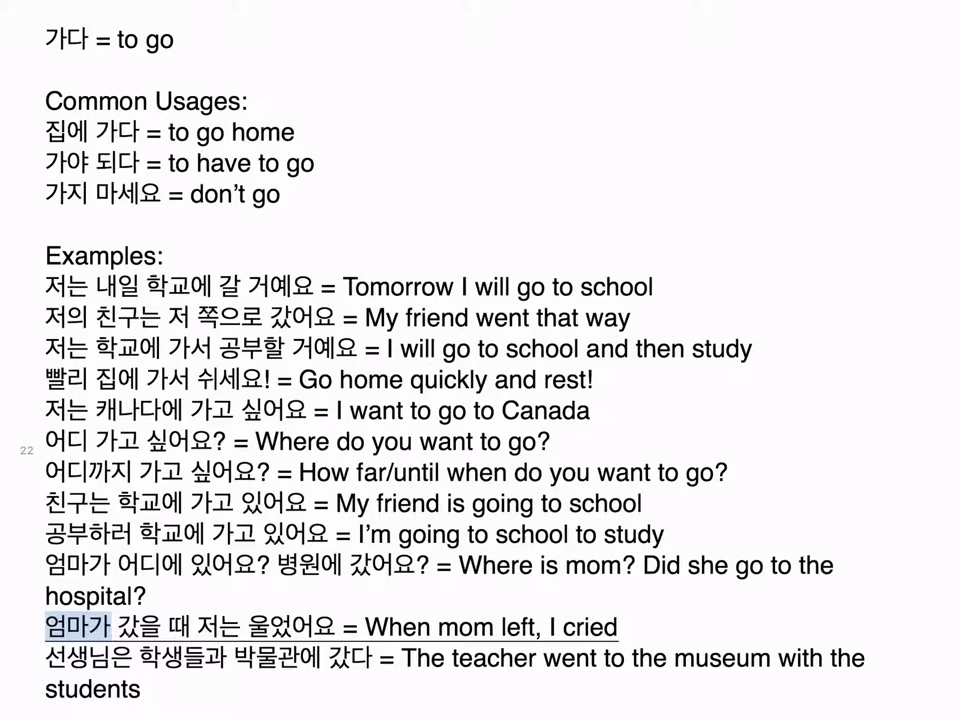 가다 = to go
Common Usages:
집에 가다 = to go home
가야 되다 = to have to go
가지 마세요 = don’t go
Examples:
저는 내일 학교에 갈 거예요 = Tomorrow I will go to school
저의 친구는 저 쪽으로 갔어요 = My friend went that way
저는 학교에 가서 공부할 거예요 = I will go to school and then study
빨리 집에 가서 쉬세요! = Go home quickly and rest!
저는 캐나다에 가고 싶어요 = I want to go to Canada
22 어디 가고 싶어요? = Where do you want to go?
어디까지 가고 싶어요? = How far/until when do you want to go?
친구는 학교에 가고 있어요 = My friend is going to school
공부하러 학교에 가고 있어요 = I’m going to school to study
엄마가 어디에 있어요? 병원에 갔어요? = Where is mom? Did she go to the
hospital?
엄마가 갔을 때 저는 울었어요 = When mom left, I cried
선생님은 학생들과 박물관에 갔다 = The teacher went to the museum with the
students